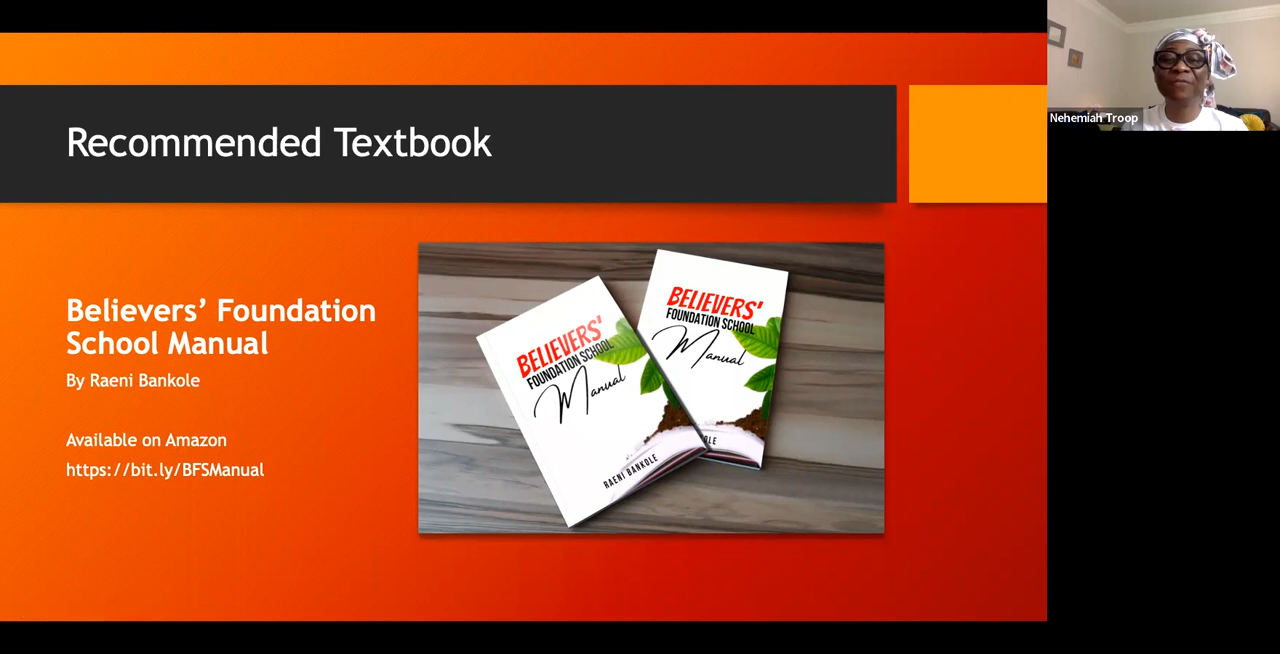 Recommended Textbook
Nehemiah Troop
Believers’ Foundation
School Manual
By Raeni Bankole
Available on Amazon
https://bit.ly/BFSManual
BELIEVERS'
FOUNDATION SCHOOL
Manual
RAENI BANKOLE
BELIEVERS'
FOUNDATION SCHOOL
Manual
OLE